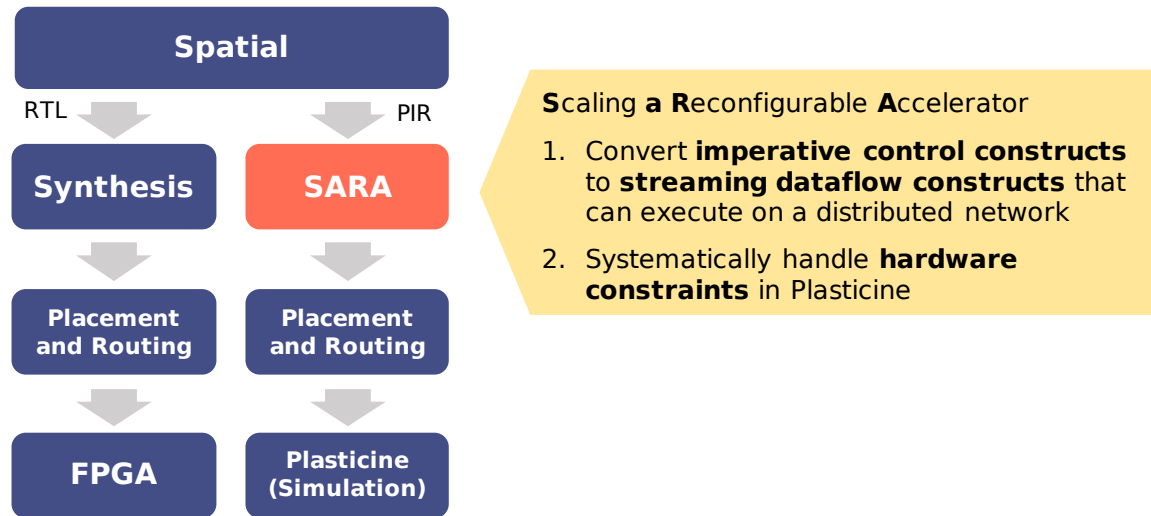 Spatial
RTL
PIR
Synthesis
SARA
Scaling a Reconfigurable Accelerator
1. Convert imperative control constructs
to streaming dataflow constructs that
can execute on a distributed network
2. Systematically handle hardware
constraints in Plasticine
Placement
and Routing
Placement
and Routing
FPGA
Plasticine
(Simulation)